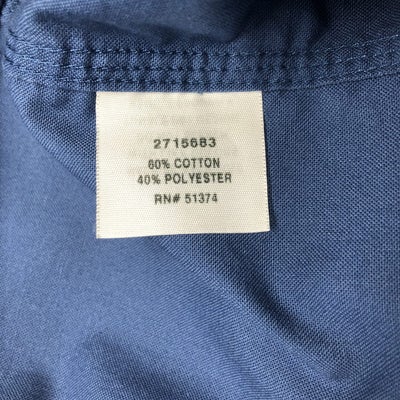 2715683
60% COTTON
40% POLYESTER
RN# 51374